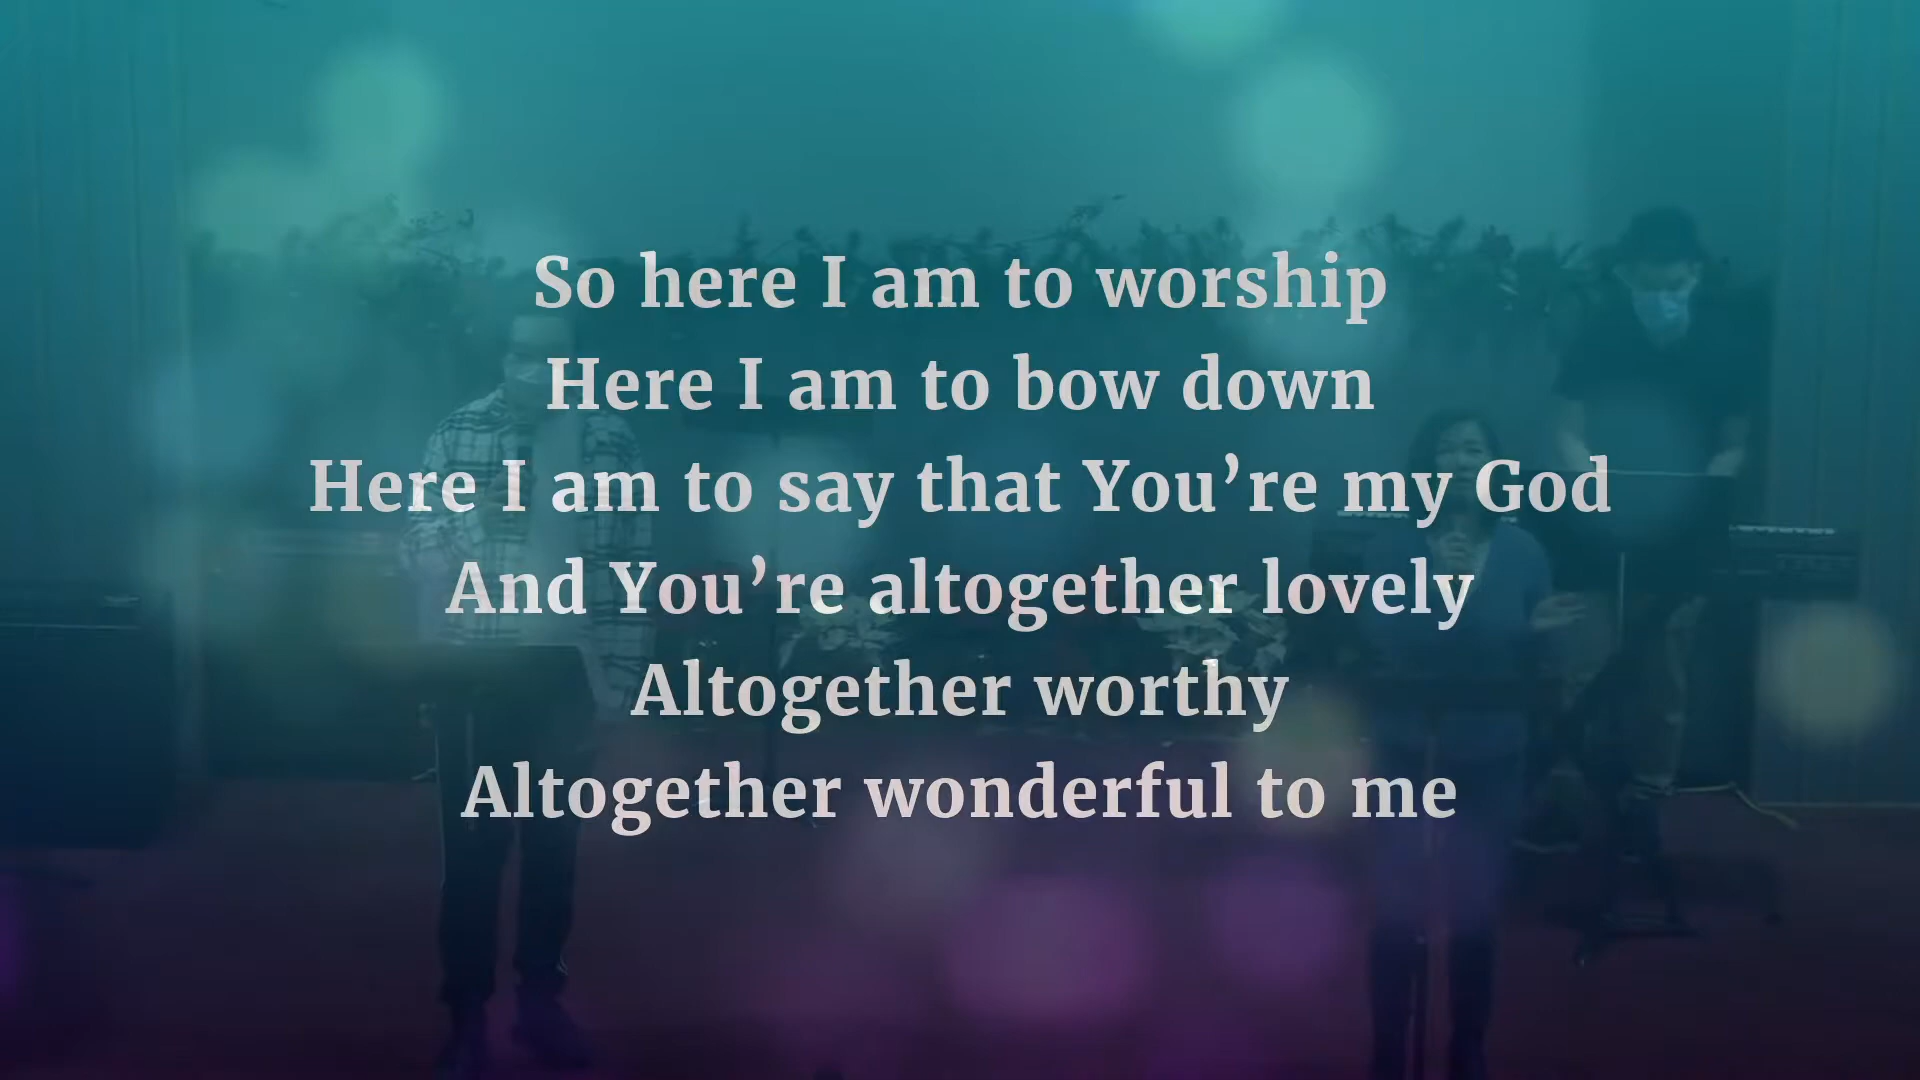 So here I am to worship
Here I am to bow down
Here I am to say that You’re my God
And You’re altogether lovely
Altogether worthy
Altogether wonderful to me